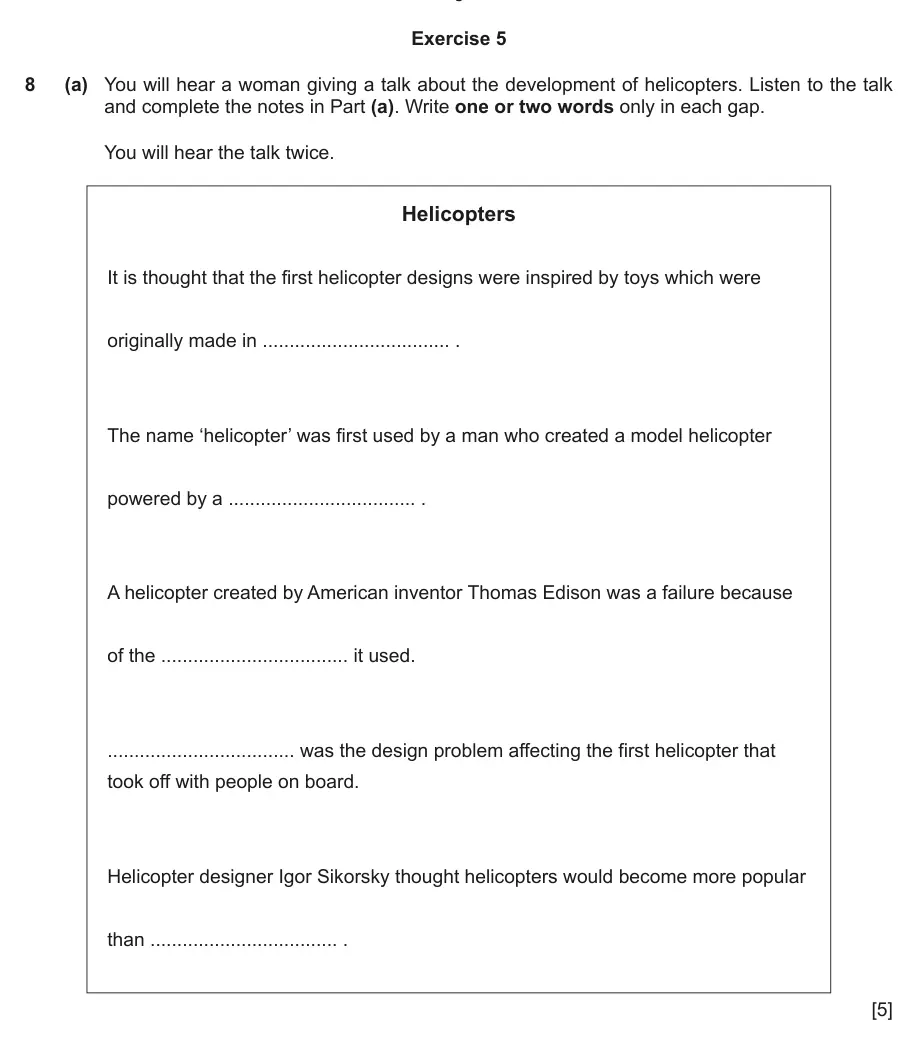 Exercise 5
8 (a) You will hear a woman giving a talk about the development of helicopters. Listen to the talk
and complete the notes in Part (a). Write one or two words only in each gap.
You will hear the talk twice.
Helicopters
It is thought that the first helicopter designs were inspired by toys which were
originally made in ................................... .
The name ‘helicopter’ was first used by a man who created a model helicopter
powered by a ................................... .
A helicopter created by American inventor Thomas Edison was a failure because
of the ................................... it used.
................................... was the design problem affecting the first helicopter that
took off with people on board.
Helicopter designer Igor Sikorsky thought helicopters would become more popular
than ................................... .
[5]